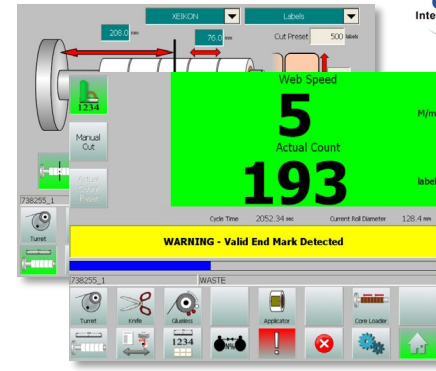 XEIKON
Labels
Inte
208.0 mm
76.0 mm
Cut Preset 500 labels
Web Speed
5
M/m
Actual Count
193
label
1234
Manual
Cut
Actual
Count
Reset
738255_1
Turret
Cycle Time 2052.34 sec Current Roll Diameter 128.4 mm
WARNING - Valid End Mark Detected
738255_1 WASTE
Turret Knife Glueless Applicator Core Loader
1234 N%